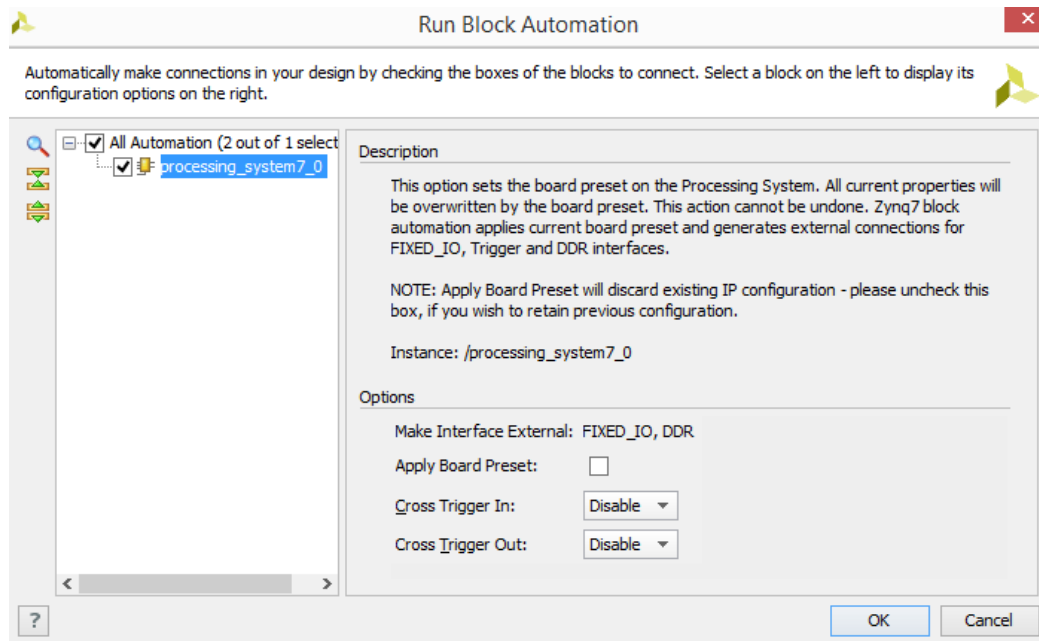 Run Block Automation
Automatically make connections in your design by checking the boxes of the blocks to connect. Select a block on the left to display its
configuration options on the right.
All Automation (2 out of 1 select
processing_system7_0
Description
This option sets the board preset on the Processing System. All current properties will
be overwritten by the board preset. This action cannot be undone. Zynq7 block
automation applies current board preset and generates external connections for
FIXED_IO, Trigger and DDR interfaces.
NOTE: Apply Board Preset will discard existing IP configuration - please uncheck this
box, if you wish to retain previous configuration.
Instance: /processing_system7_0
Options
Make Interface External: FIXED_IO, DDR
Apply Board Preset:
Cross Trigger In: Disable
Cross Trigger Out: Disable
? OK Cancel